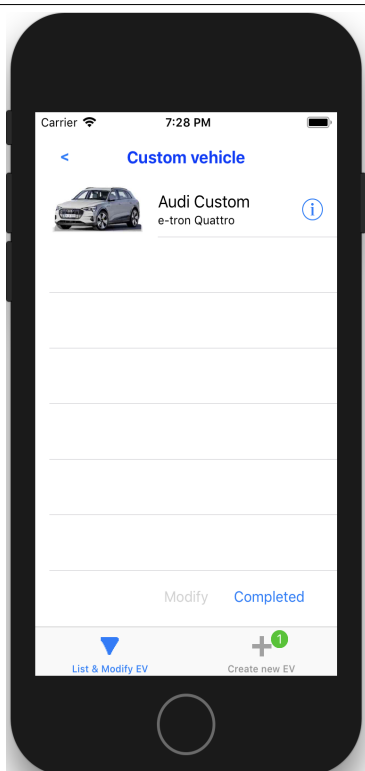 Carrier 7:28 PM
< Custom vehicle
Audi Custom
e-tron Quattro
i
Modify Completed
1
List & Modify EV Create new EV